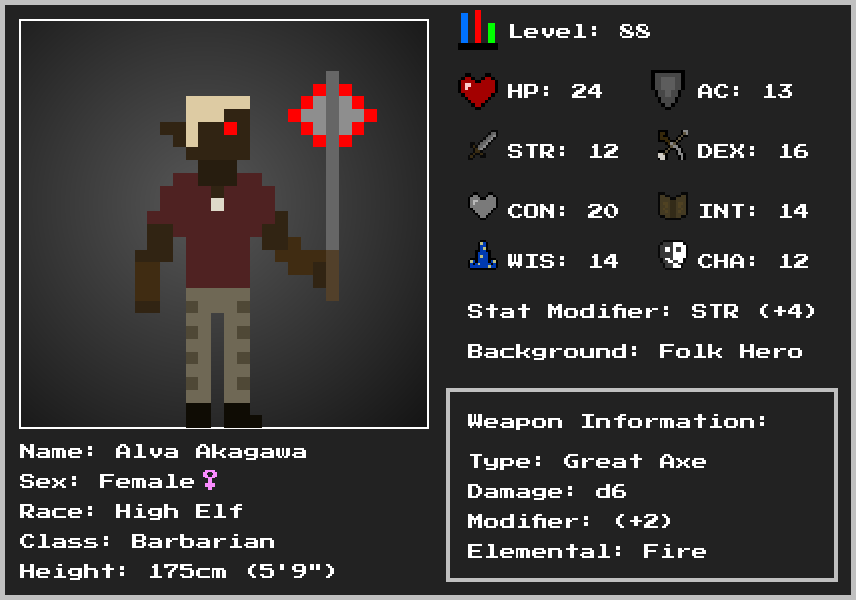 Level: 88
HP: 24
AC: 13
STR: 12
DEX: 16
CON: 20
INT: 14
WIS: 14
CHA: 12
Stat Modifier: STR (+4)
Background: Folk Hero
Weapon Information:
Type: Great Axe
Damage: d6
Modifier: (+2)
Elemental: Fire
Name: Alva Akagawa
Sex: Female♀
Race: High Elf
Class: Barbarian
Height: 175cm (5'9")